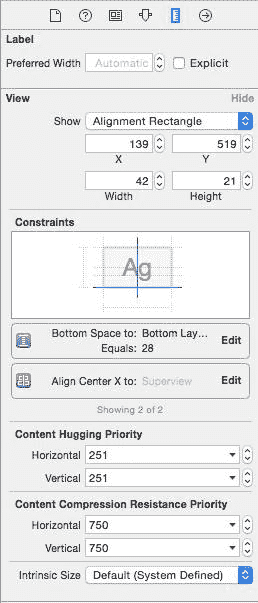 Label
Preferred Width Automatic Explicit
View Hide
Show Alignment Rectangle
139 519
X Y
42 21
Width Height
Constraints
Ag
Bottom Space to: Bottom Lay...
Equals: 28 Edit
Align Center X to: Superview Edit
Showing 2 of 2
Content Hugging Priority
Horizontal 251
Vertical 251
Content Compression Resistance Priority
Horizontal 750
Vertical 750
Intrinsic Size Default (System Defined)